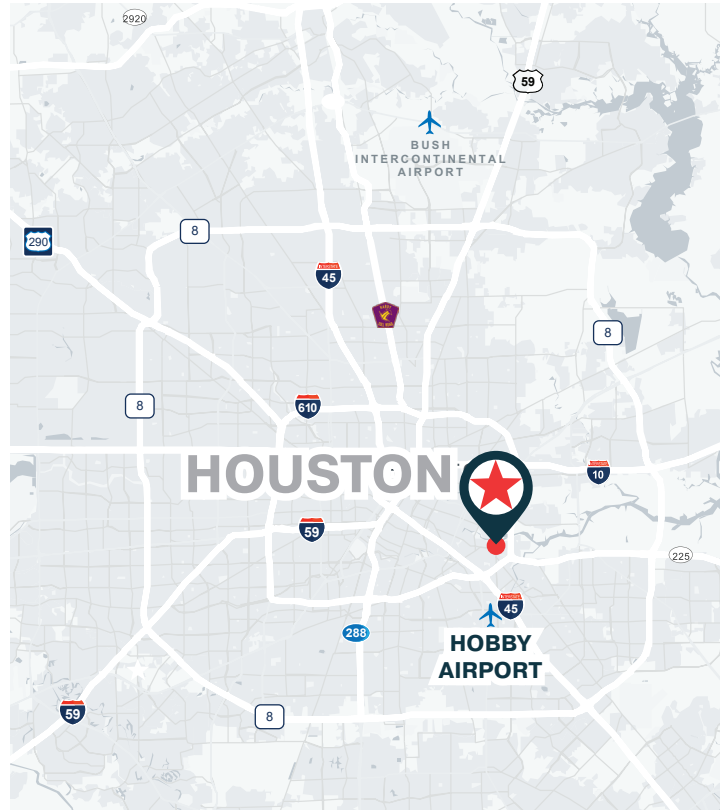 2920
59
BUSH
INTERCONTINENTAL
AIRPORT
8
290
45
8
610
8
HOUSTON
10
59
225
45
288
HOBBY
AIRPORT
59
8